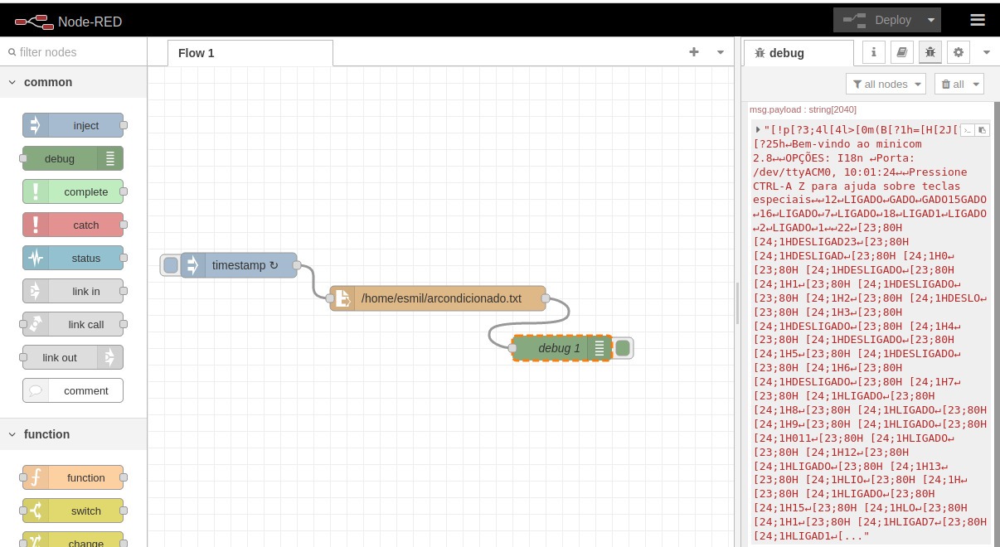 Node-RED
Deploy
filter nodes
Flow 1
debug
i
all nodes
all
common
inject
debug
complete
catch
status
link in
link call
link out
comment
function
function
switch
change
timestamp ↻
/home/esmil/arcondicionado.txt
debug 1
msg.payload : string[2040]
"[!p[?3;4l[4l>[0m(B[?1h=[H[2J[
[?25h↵Bem-vindo ao minicom
2.8↵OPÇÕES: I18n ↵Porta:
/dev/ttyACM0, 10:01:24↵↵Pressione
CTRL-A Z para ajuda sobre teclas
especiais↵↵12↵LIGADO↵GADO↵GADO15GADO
↵16↵LIGADO↵7↵LIGADO↵18↵LIGAD1↵LIGADO
↵2↵LIGADO↵1↵↵22↵[23;80H
[24;1HDESLIGAD23↵[23;80H
[24;1HDESLIGAD↵[23;80H [24;1H0↵
[23;80H [24;1HDESLIGADO↵[23;80H
[24;1H1↵[23;80H [24;1HDESLIGADO↵
[23;80H [24;1H2↵[23;80H [24;1HDESLO↵
[23;80H [24;1H3↵[23;80H
[24;1HDESLIGADO↵[23;80H [24;1H4↵
[23;80H [24;1HDESLIGADO↵[23;80H
[24;1H5↵[23;80H [24;1HDESLIGADO↵
[23;80H [24;1H6↵[23;80H
[24;1HDESLIGADO↵[23;80H [24;1H7↵
[23;80H [24;1HLIGADO↵[23;80H
[24;1H8↵[23;80H [24;1HLIGADO↵[23;80H
[24;1H9↵[23;80H [24;1HLIGADO↵[23;80H
[24;1H011↵[23;80H [24;1HLIGADO↵
[23;80H [24;1H12↵[23;80H
[24;1HLIGADO↵[23;80H [24;1H13↵
[23;80H [24;1HLIO↵[23;80H [24;1H↵
[23;80H [24;1HLIGADO↵[23;80H
[24;1H15↵[23;80H [24;1HLO↵[23;80H
[24;1H1↵[23;80H [24;1HLIGAD7↵[23;80H
[24;1HLIGAD1↵[..."